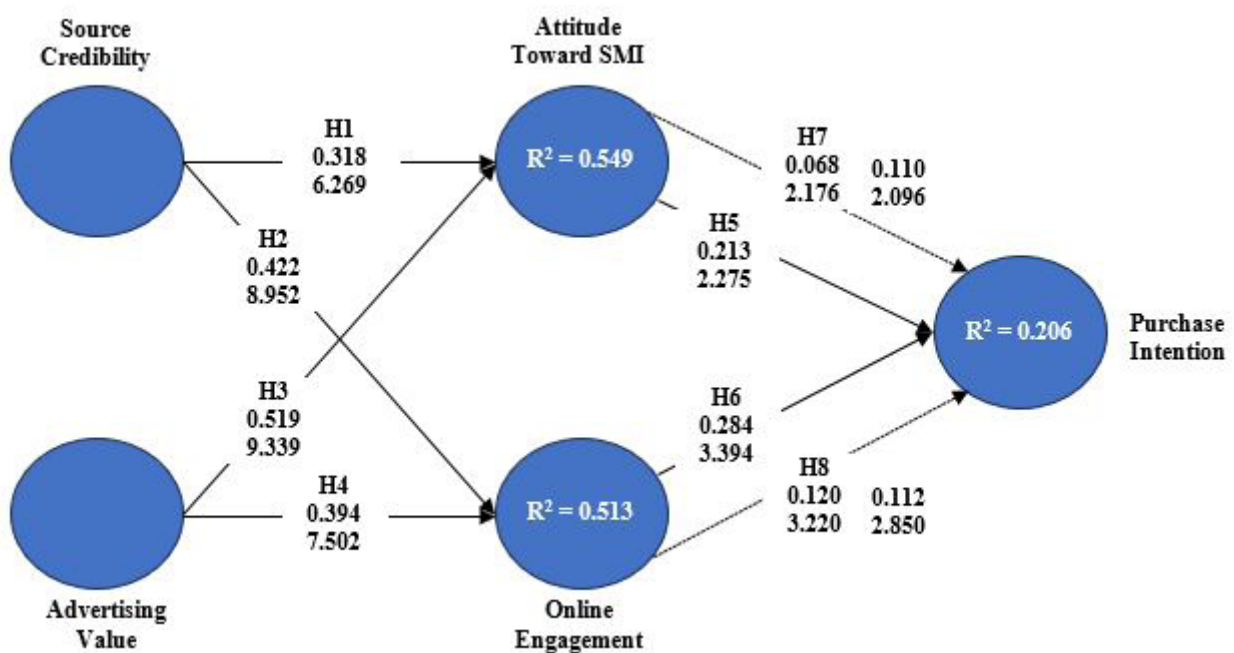 Source
Credibility
Attitude
Toward SMI
H1
0.318
6.269
R² = 0.549
H7
0.068 0.110
2.176 2.096
H2
0.422
8.952
H5
0.213
2.275
R² = 0.206
Purchase
Intention
H3
0.519
9.339
H6
0.284
3.394
H4
0.394
7.502
R² = 0.513
H8
0.120 0.112
3.220 2.850
Advertising
Value
Online
Engagement